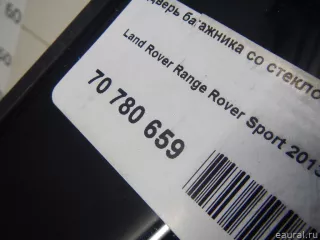 дверь багажника со стекло
Land Rover Range Rover Sport 2013
70 780 659
eaural.ru